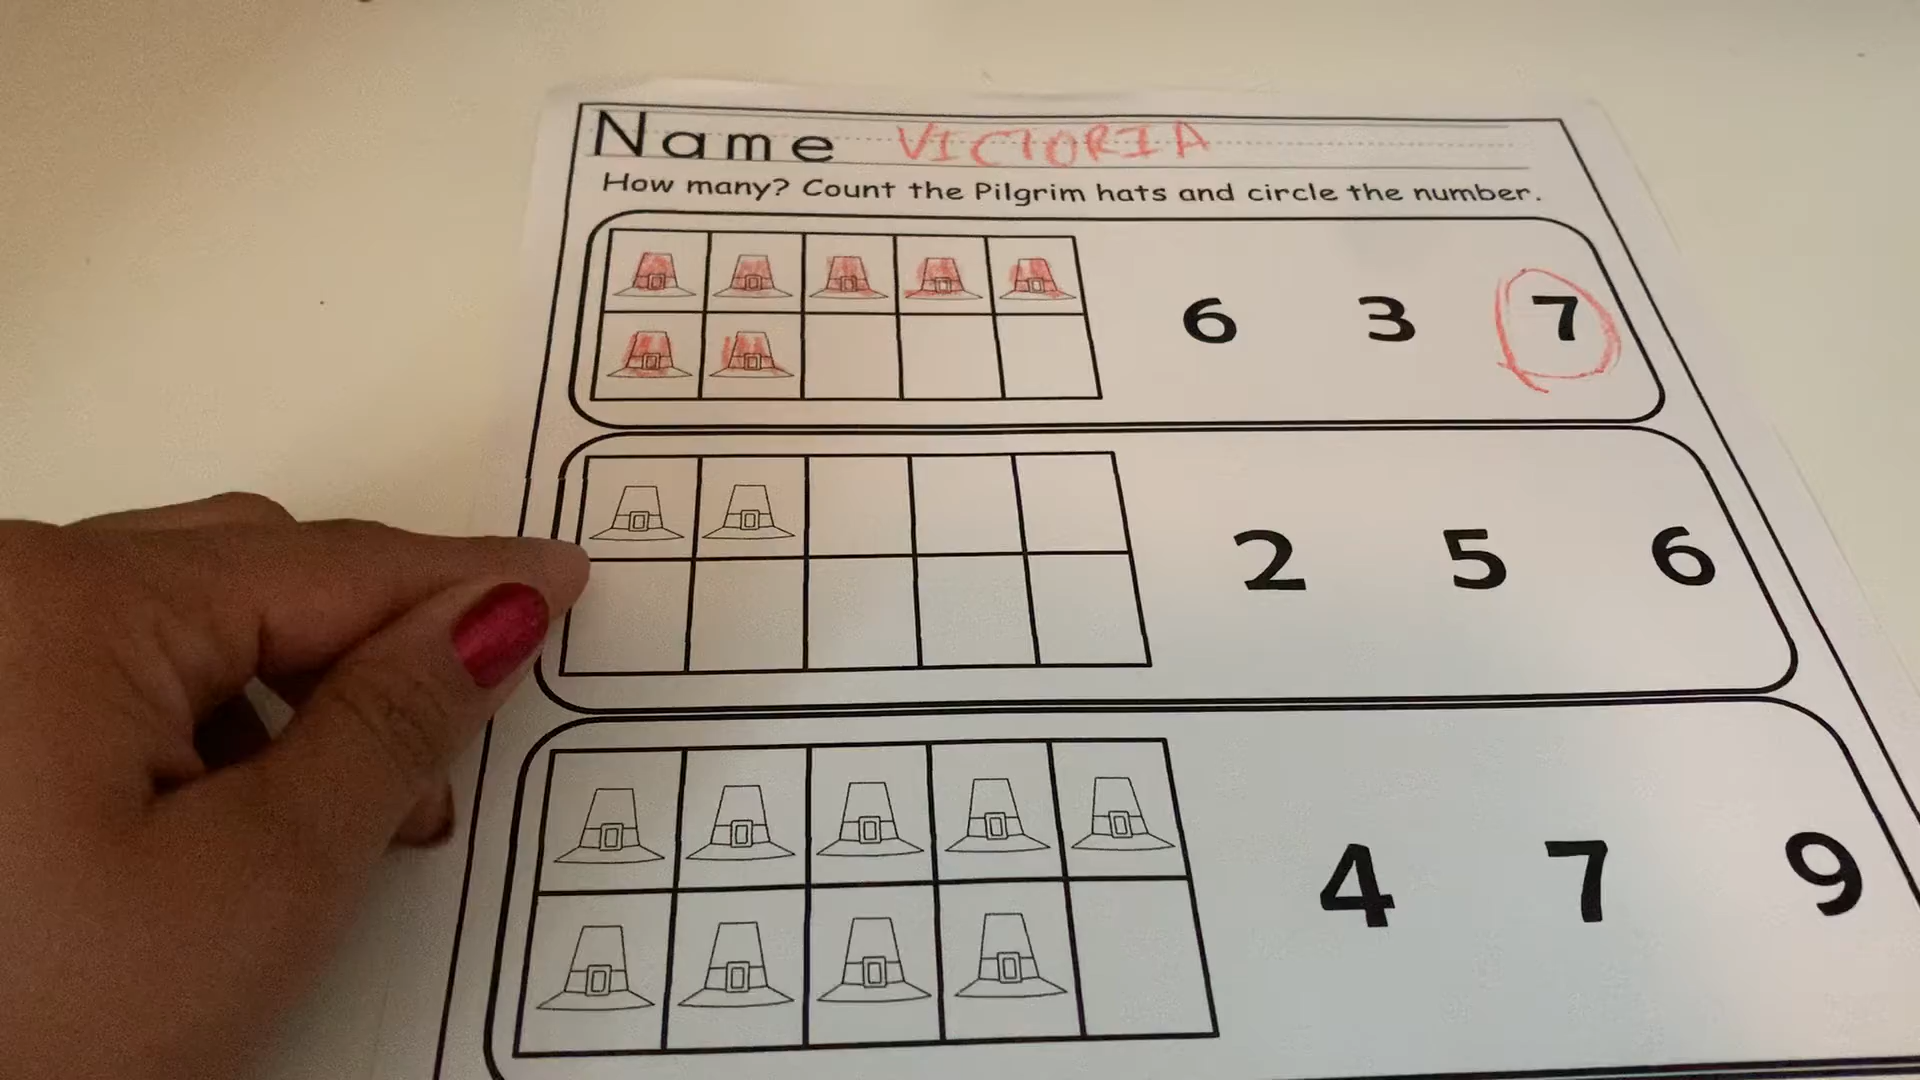 Name VICTORIA
How many? Count the Pilgrim hats and circle the number.
6 3 7
2 5 6
4 7 9